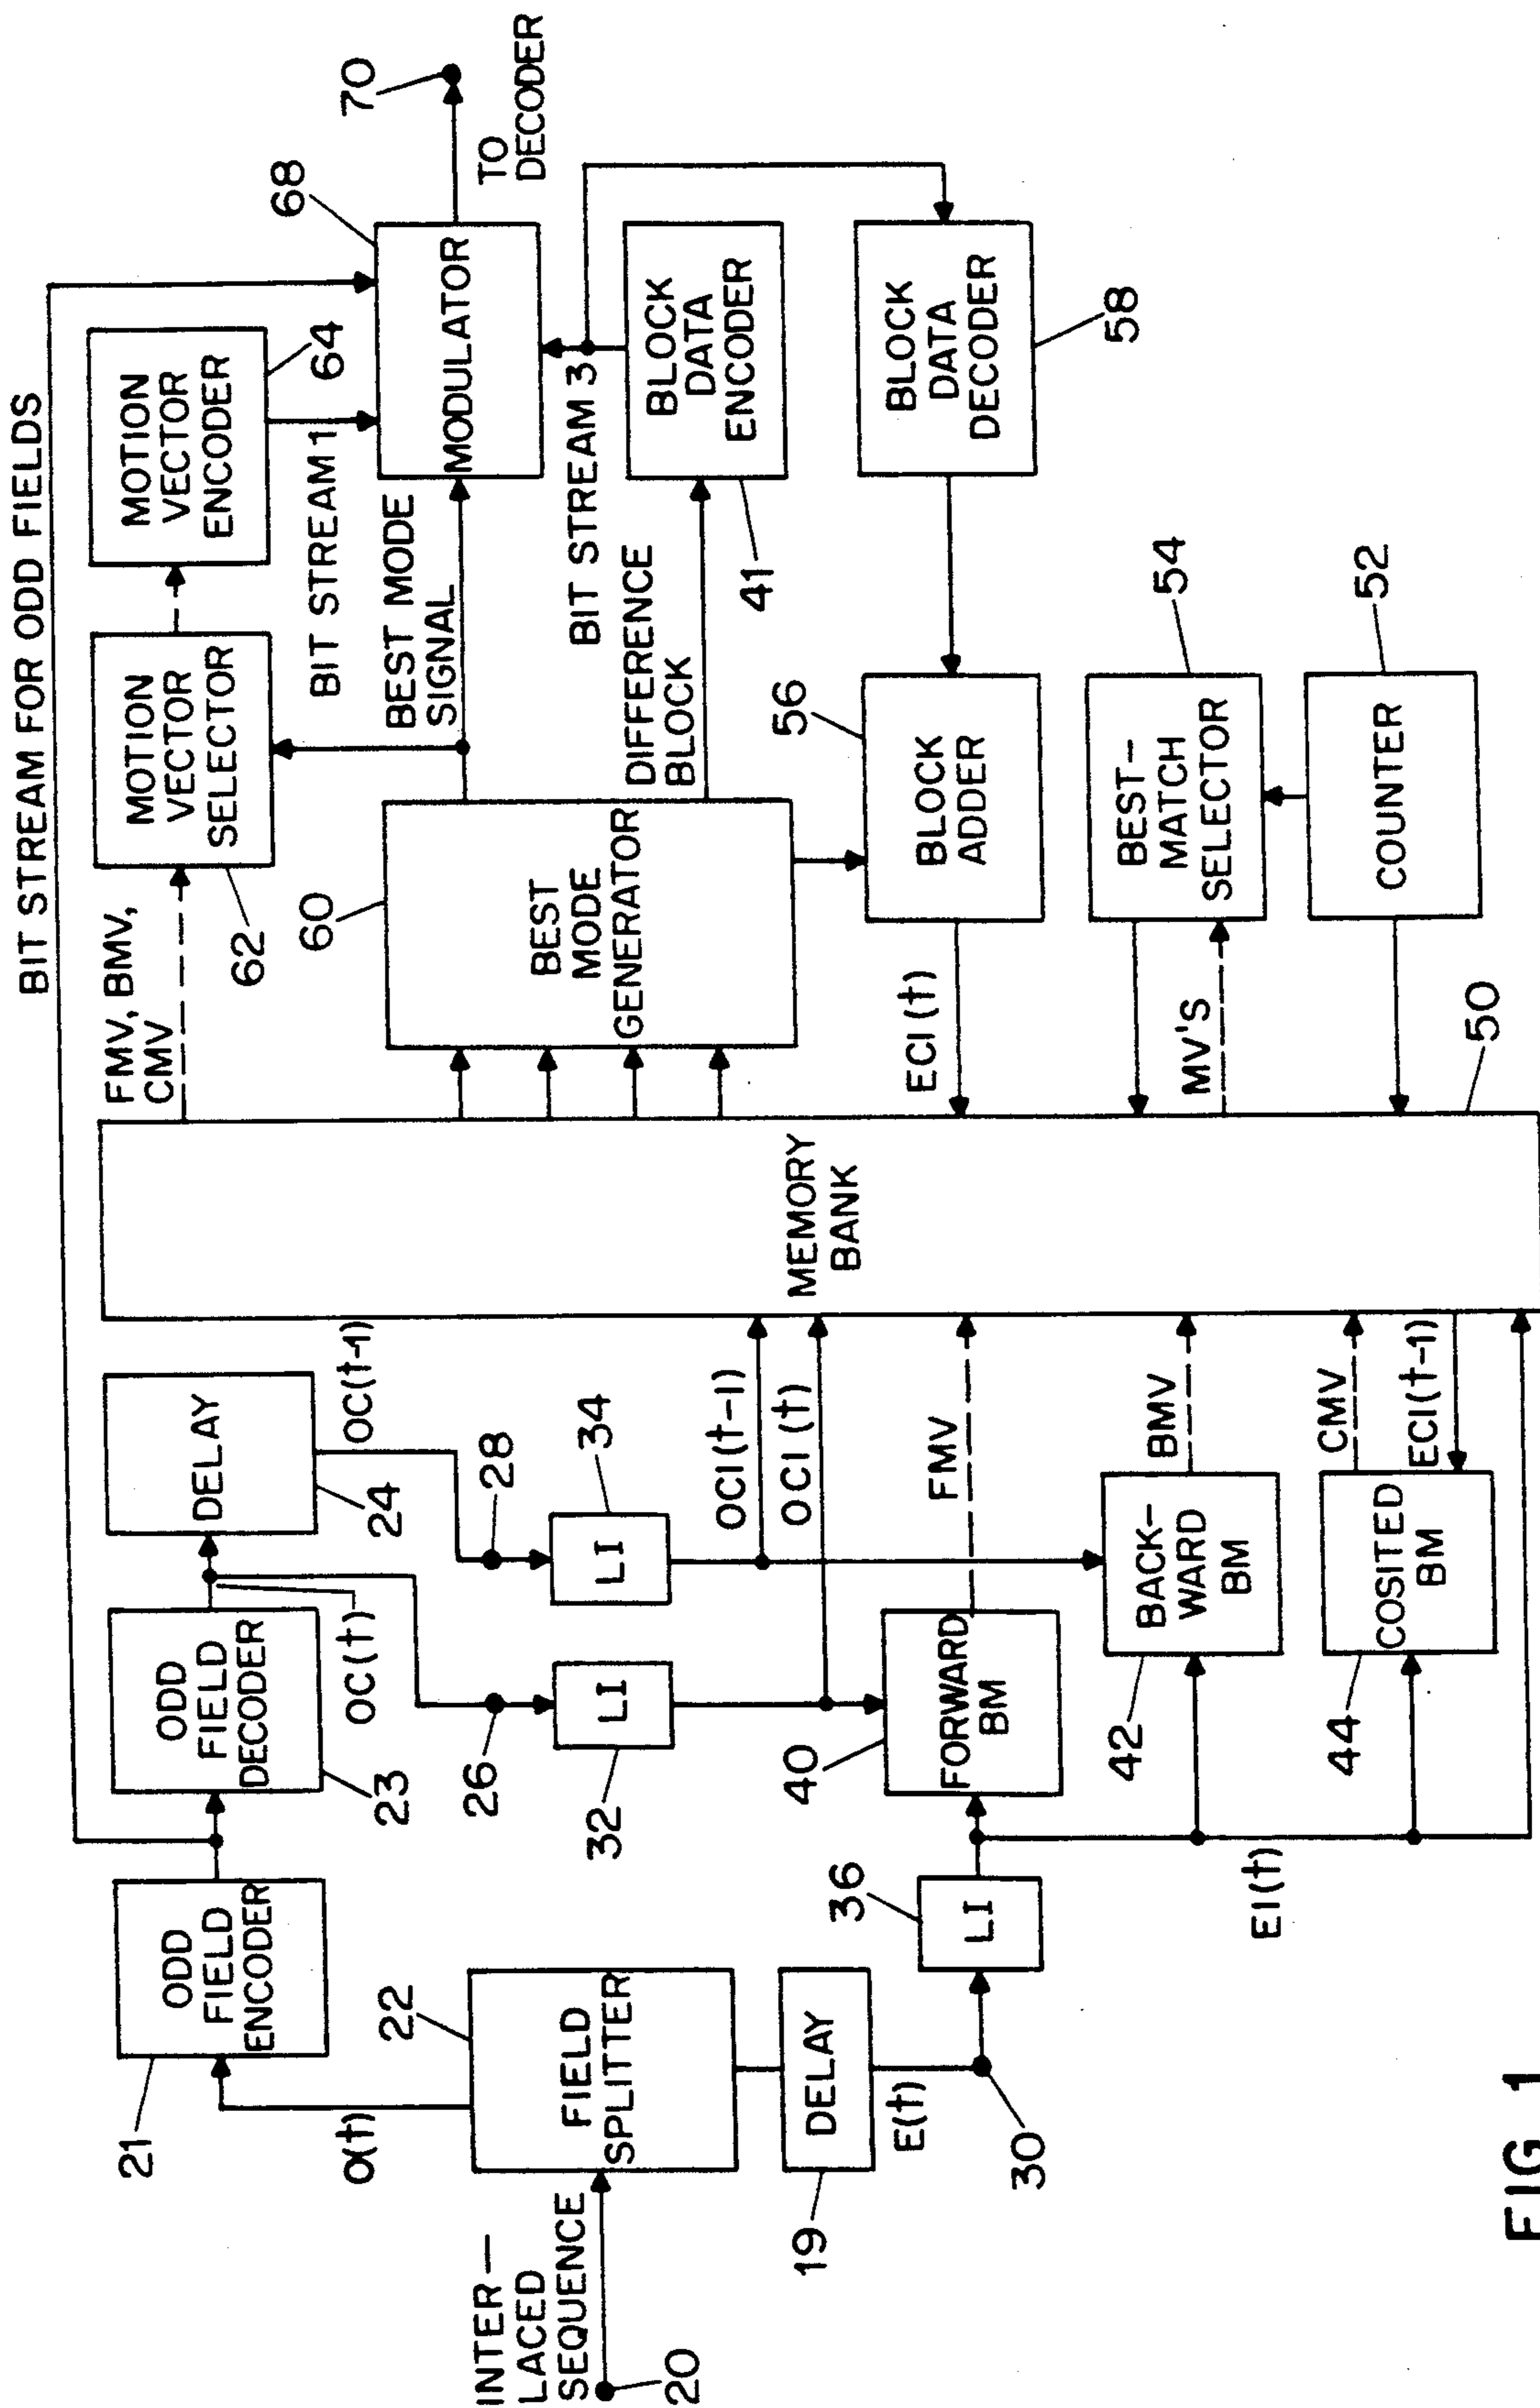 BIT STREAM FOR ODD FIELDS
21
ODD
FIELD
ENCODER
O(t)
INTER-
LACED
SEQUENCE
20
22
FIELD
SPLITTER
DELAY
19
E(t)
30
36
LI
EI(t)
ODD
FIELD
DECODER
23
OC(t)
DELAY
24
OC(t-1)
26
28
LI
32
LI
34
OCI(t-1)
OCI(t)
40
FORWARD
BM
FMV
BACK-
WARD
BM
42
BMV
COSITED
BM
44
CMV
ECI(t-1)
MEMORY
BANK
50
FMV, BMV,
CMV
MOTION
VECTOR
SELECTOR
62
MOTION
VECTOR
ENCODER
64
BIT STREAM 1
60
BEST
MODE
GENERATOR
BEST MODE
SIGNAL
MODULATOR
68
70
TO
DECODER
BIT STREAM 3
DIFFERENCE
BLOCK
BLOCK
DATA
ENCODER
41
BLOCK
DATA
DECODER
58
56
BLOCK
ADDER
ECI(t)
BEST-
MATCH
SELECTOR
54
MV'S
COUNTER
52
FIG. 1